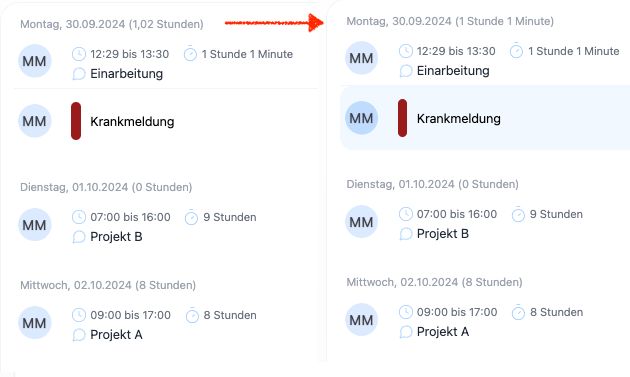 Montag, 30.09.2024 (1,02 Stunden)
MM
12:29 bis 13:30
1 Stunde 1 Minute
Einarbeitung
MM
Krankmeldung
Dienstag, 01.10.2024 (0 Stunden)
MM
07:00 bis 16:00
9 Stunden
Projekt B
Mittwoch, 02.10.2024 (8 Stunden)
MM
09:00 bis 17:00
8 Stunden
Projekt A
Montag, 30.09.2024 (1 Stunde 1 Minute)
MM
12:29 bis 13:30
1 Stunde 1 Minute
Einarbeitung
MM
Krankmeldung
Dienstag, 01.10.2024 (0 Stunden)
MM
07:00 bis 16:00
9 Stunden
Projekt B
Mittwoch, 02.10.2024 (8 Stunden)
MM
09:00 bis 17:00
8 Stunden
Projekt A